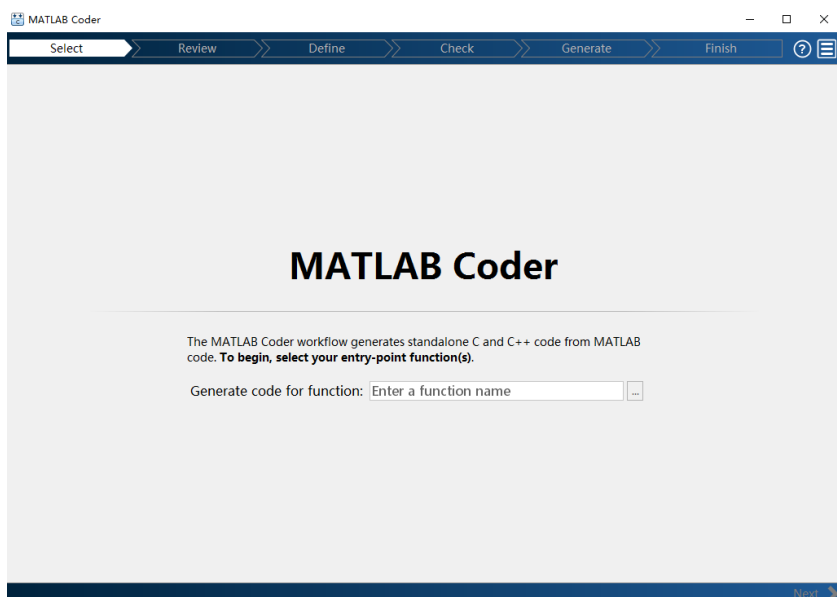 MATLAB Coder
Select Review Define Check Generate Finish ?
MATLAB Coder
The MATLAB Coder workflow generates standalone C and C++ code from MATLAB
code. To begin, select your entry-point function(s).
Generate code for function: Enter a function name ...
Next